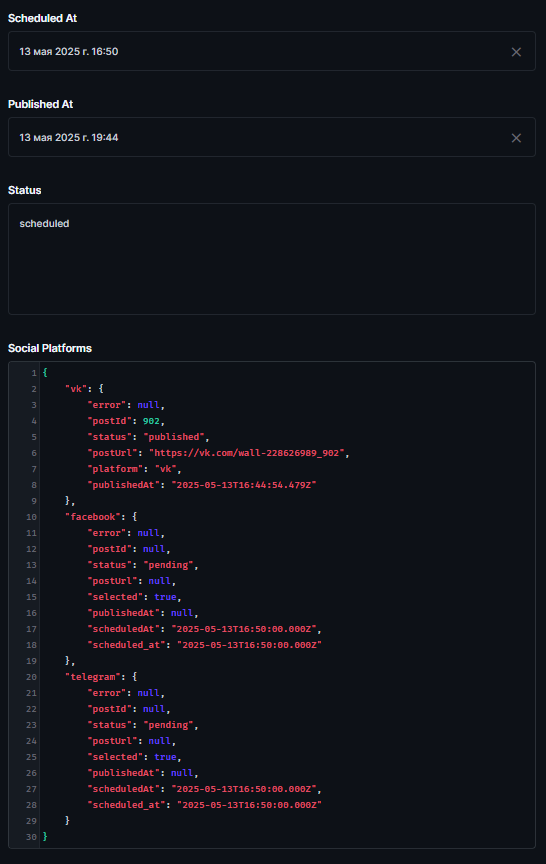 Scheduled At
13 мая 2025 г. 16:50
Published At
13 мая 2025 г. 19:44
Status
scheduled
Social Platforms
1 {
2     "vk": {
3         "error": null,
4         "postId": 902,
5         "status": "published",
6         "postUrl": "https://vk.com/wall-228626989_902",
7         "platform": "vk",
8         "publishedAt": "2025-05-13T16:44:54.479Z"
9     },
10     "facebook": {
11         "error": null,
12         "postId": null,
13         "status": "pending",
14         "postUrl": null,
15         "selected": true,
16         "publishedAt": null,
17         "scheduledAt": "2025-05-13T16:50:00.000Z",
18         "scheduled_at": "2025-05-13T16:50:00.000Z"
19     },
20     "telegram": {
21         "error": null,
22         "postId": null,
23         "status": "pending",
24         "postUrl": null,
25         "selected": true,
26         "publishedAt": null,
27         "scheduledAt": "2025-05-13T16:50:00.000Z",
28         "scheduled_at": "2025-05-13T16:50:00.000Z"
29     }
30 }